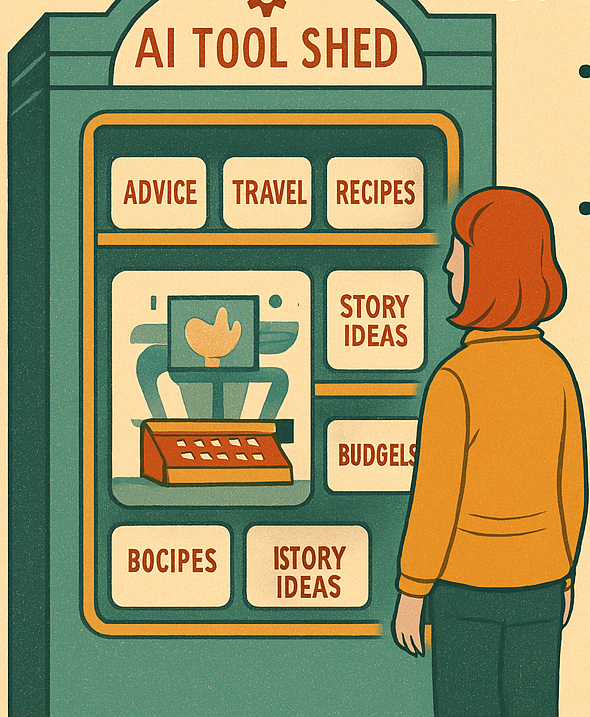 AI TOOL SHED
ADVICE TRAVEL RECIPES
STORY
IDEAS
BUDGELS
BOCIPES
ISTORY
IDEAS